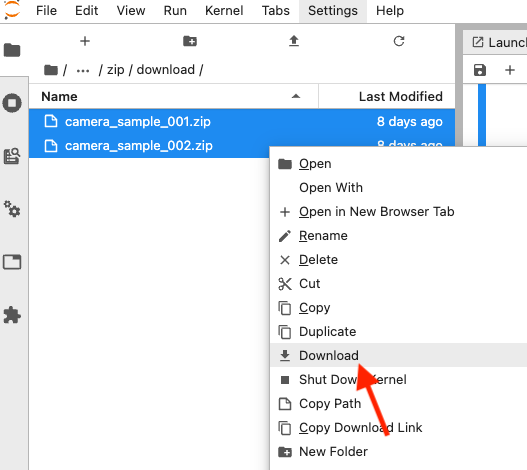 File Edit View Run Kernel Tabs Settings Help
Launc
/ ... / zip / download /
Name Last Modified
camera_sample_001.zip 8 days ago
camera_sample_002.zip 8 days ago
Open
Open With
Open in New Browser Tab
Rename
Delete
Cut
Copy
Duplicate
Download
Shut Down Kernel
Copy Path
Copy Download Link
New Folder